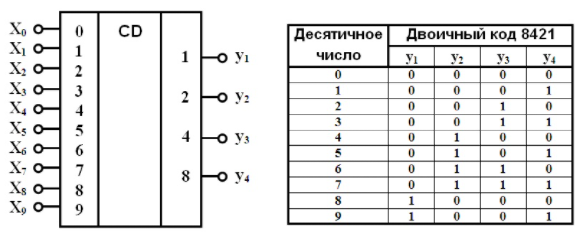 CD
X0 0
X1 1
X2 2
X3 3
X4 4
X5 5
X6 6
X7 7
X8 8
X9 9
1 y1
2 y2
4 y3
8 y4
Десятичное число Двоичный код 8421
y1 y2 y3 y4
0 0 0 0 0
1 0 0 0 1
2 0 0 1 0
3 0 0 1 1
4 0 1 0 0
5 0 1 0 1
6 0 1 1 0
7 0 1 1 1
8 1 0 0 0
9 1 0 0 1